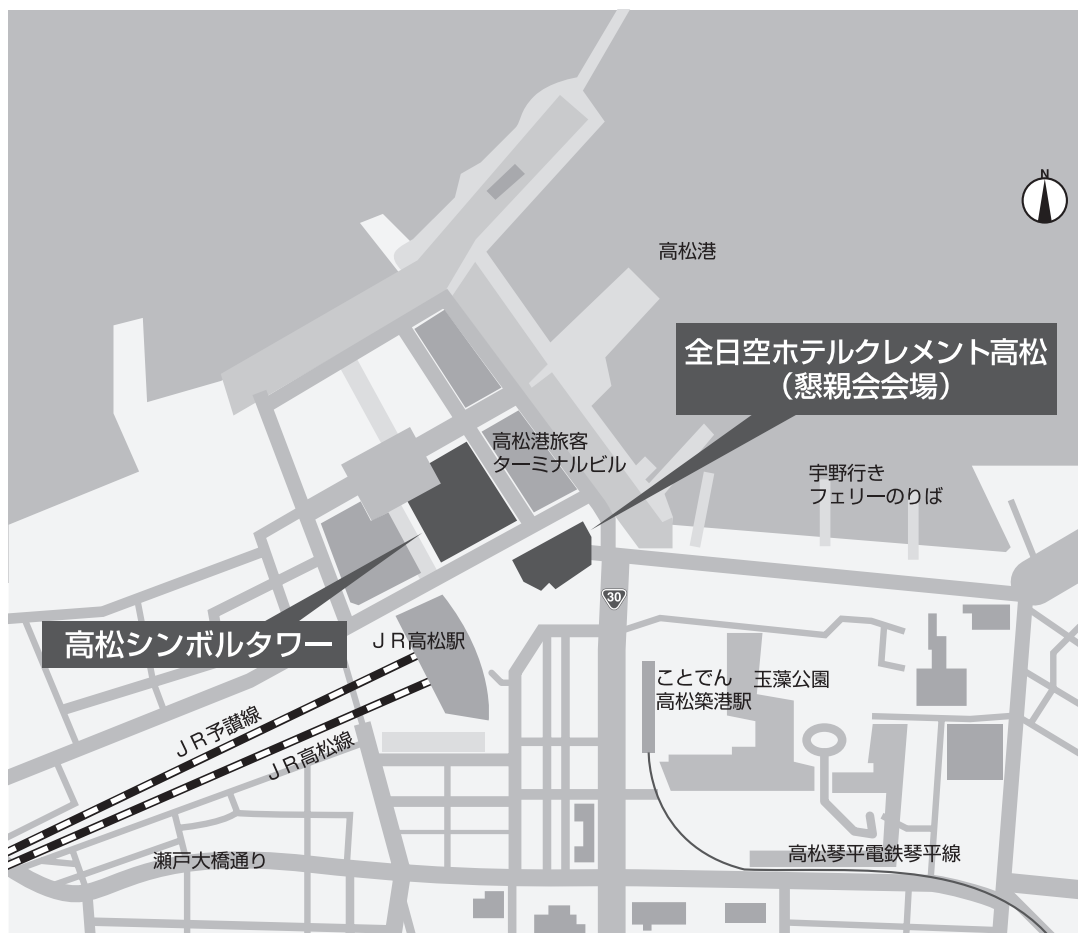 N
高松港
全日空ホテルクレメント高松
（懇親会会場）
高松港旅客
ターミナルビル
宇野行き
フェリーのりば
30
高松シンボルタワー
ＪＲ高松駅
ことでん
高松築港駅
玉藻公園
ＪＲ予讃線
ＪＲ高松線
瀬戸大橋通り
高松琴平電鉄琴平線